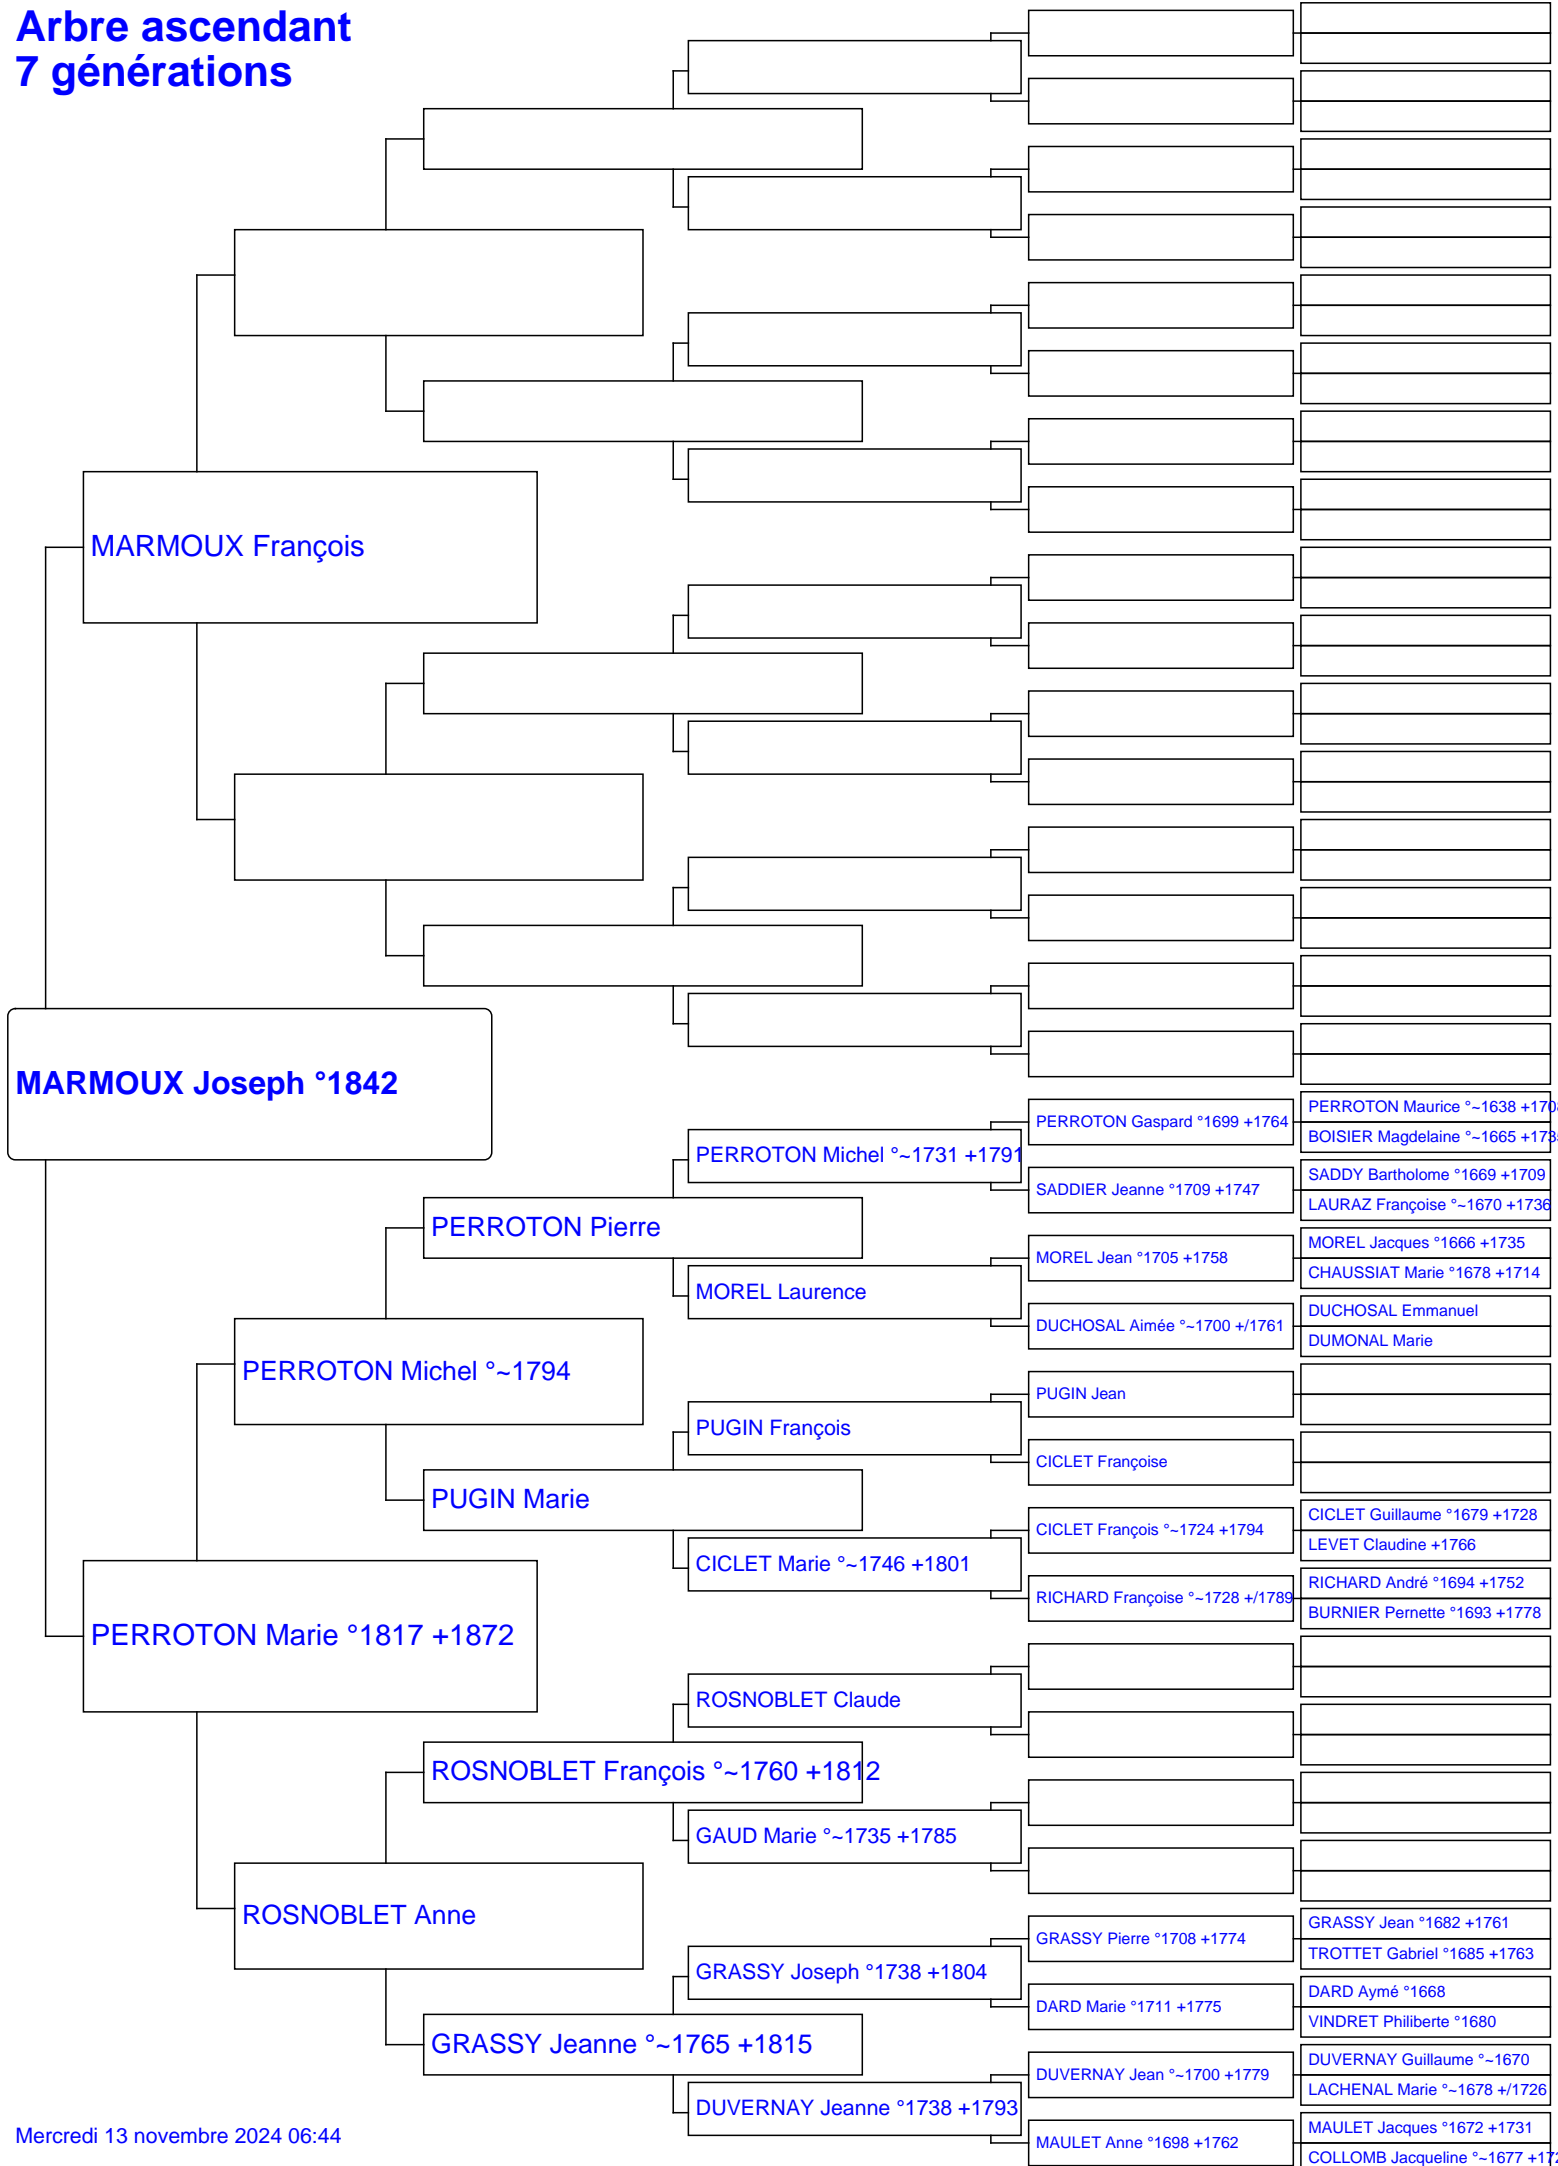 Arbre ascendant
7 générations
MARMOUX François
MARMOUX Joseph °1842
PERROTON Maurice °~1638 +170
PERROTON Gaspard °1699 +1764
BOISIER Magdelaine °~1665 +173
PERROTON Michel °~1731 +1791
SADDY Bartholome °1669 +1709
SADDIER Jeanne °1709 +1747
LAURAZ Françoise °~1670 +1736
PERROTON Pierre
MOREL Jacques °1666 +1735
MOREL Jean °1705 +1758
CHAUSSIAT Marie °1678 +1714
MOREL Laurence
DUCHOSAL Emmanuel
DUCHOSAL Aimée °~1700 +/1761
DUMONAL Marie
PERROTON Michel °~1794
PUGIN Jean
PUGIN François
CICLET Françoise
PUGIN Marie
CICLET Guillaume °1679 +1728
CICLET François °~1724 +1794
LEVET Claudine +1766
CICLET Marie °~1746 +1801
RICHARD André °1694 +1752
RICHARD Françoise °~1728 +/1789
BURNIER Pernette °1693 +1778
PERROTON Marie °1817 +1872
ROSNOBLET Claude
ROSNOBLET François °~1760 +1812
GAUD Marie °~1735 +1785
ROSNOBLET Anne
GRASSY Jean °1682 +1761
GRASSY Pierre °1708 +1774
TROTTET Gabriel °1685 +1763
GRASSY Joseph °1738 +1804
DARD Aymé °1668
DARD Marie °1711 +1775
VINDRET Philiberte °1680
GRASSY Jeanne °~1765 +1815
DUVERNAY Guillaume °~1670
DUVERNAY Jean °~1700 +1779
LACHENAL Marie °~1678 +/1726
DUVERNAY Jeanne °1738 +1793
MAULET Jacques °1672 +1731
MAULET Anne °1698 +1762
COLLOMB Jacqueline °~1677 +17
Mercredi 13 novembre 2024 06:44